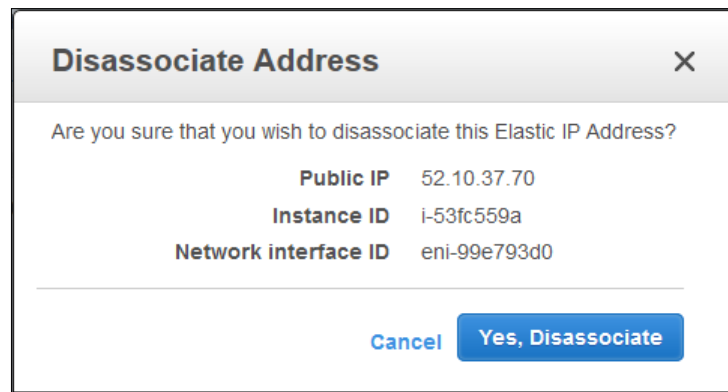 Disassociate Address
Are you sure that you wish to disassociate this Elastic IP Address?
Public IP 52.10.37.70
Instance ID i-53fc559a
Network interface ID eni-99e793d0
Cancel Yes, Disassociate